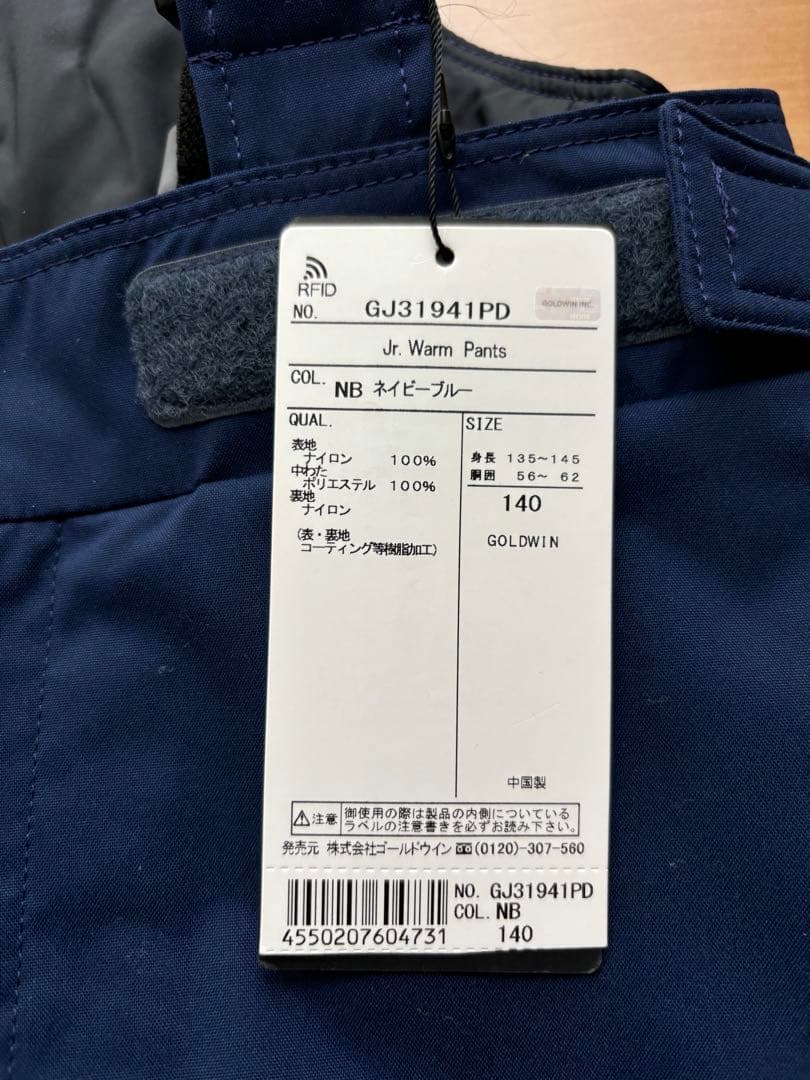 RFID
GOLDWIN INC.
NO. GJ31941PD
Jr. Warm Pants
COL. NB ネイビーブルー
QUAL.
表地
ナイロン 100%
中わた
ポリエステル 100%
裏地
ナイロン
(表・裏地
コーティング等樹脂加工)
SIZE
身長 135~145
胴囲 56~ 62
140
GOLDWIN
中国製
⚠注意 御使用の際は製品の内側についている
ラベルの注意書きを必ずお読み下さい。
発売元 株式会社ゴールドウイン (0120)-307-560
4550207604731
NO. GJ31941PD
COL. NB
140